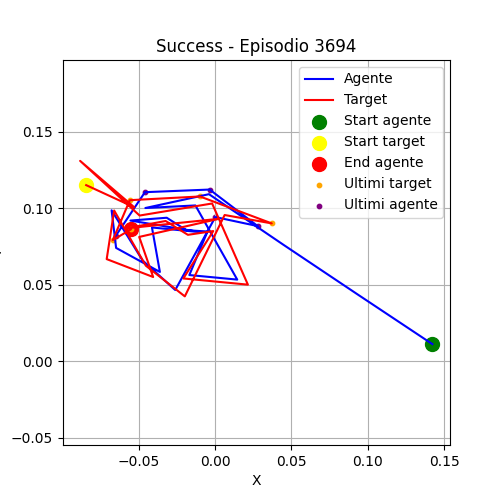 Success - Episodio 3694
Agente
Target
Start agente
Start target
End agente
Ultimi target
Ultimi agente
0.15
0.10
0.05
0.00
−0.05
−0.05
0.00
0.05
0.10
0.15
X